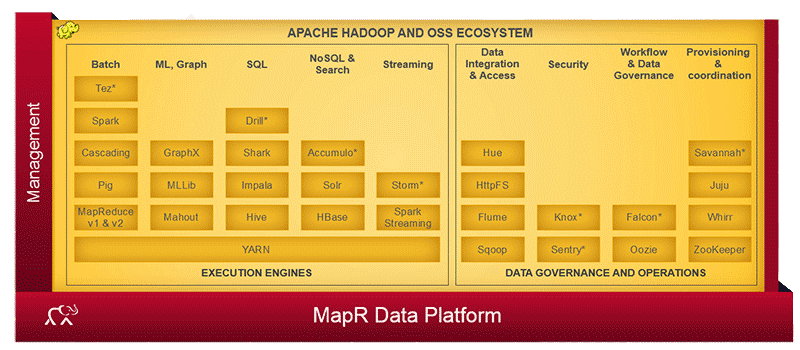 APACHE HADOOP AND OSS ECOSYSTEM
Batch
ML, Graph
SQL
NoSQL &
Search
Streaming
Data
Integration
& Access
Security
Workflow
& Data
Governance
Provisioning
&
coordination
Tez*
Spark
Drill*
Cascading
GraphX
Shark
Accumulo*
Hue
Savannah*
Pig
MLLib
Impala
Solr
Storm*
HttpFS
Juju
MapReduce
v1 & v2
Mahout
Hive
HBase
Spark
Streaming
Flume
Knox*
Falcon*
Whirr
YARN
Sqoop
Sentry*
Oozie
ZooKeeper
EXECUTION ENGINES
DATA GOVERNANCE AND OPERATIONS
Management
MapR Data Platform